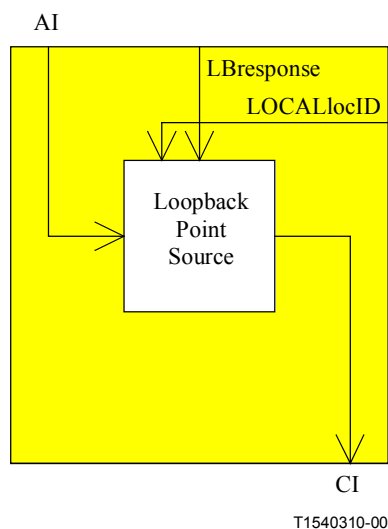 AI
LBresponse
LOCALlocID
Loopback
Point
Source
CI
T1540310-00